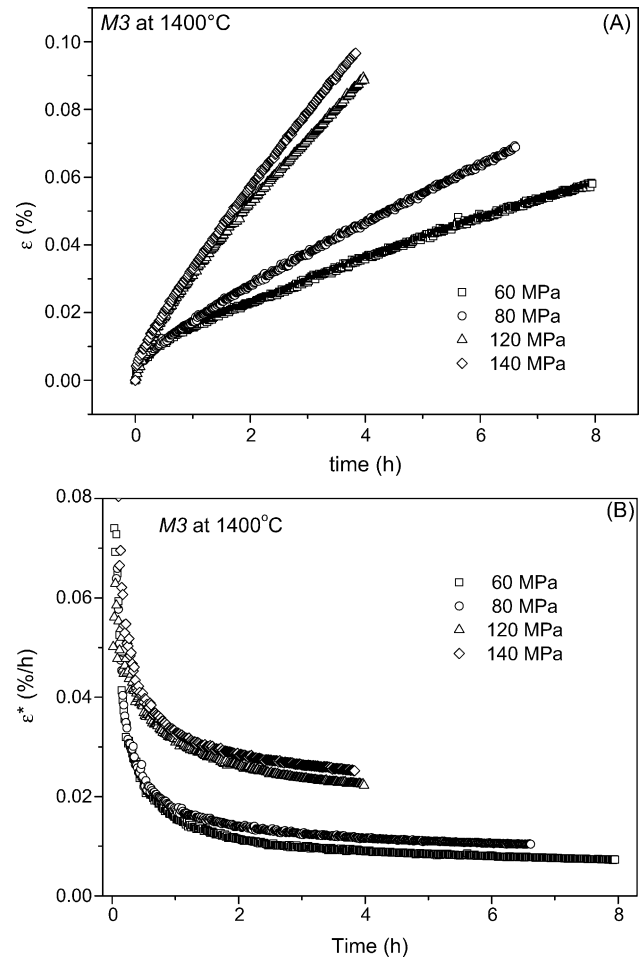 M3 at 1400°C
(A)
0.10
0.08
0.06
0.04
0.02
0.00
ε (%)
60 MPa
80 MPa
120 MPa
140 MPa
0 2 4 6 8
time (h)
(B)
M3 at 1400°C
0.08
0.06
0.04
0.02
0.00
ε* (%/h)
60 MPa
80 MPa
120 MPa
140 MPa
0 2 4 6 8
Time (h)